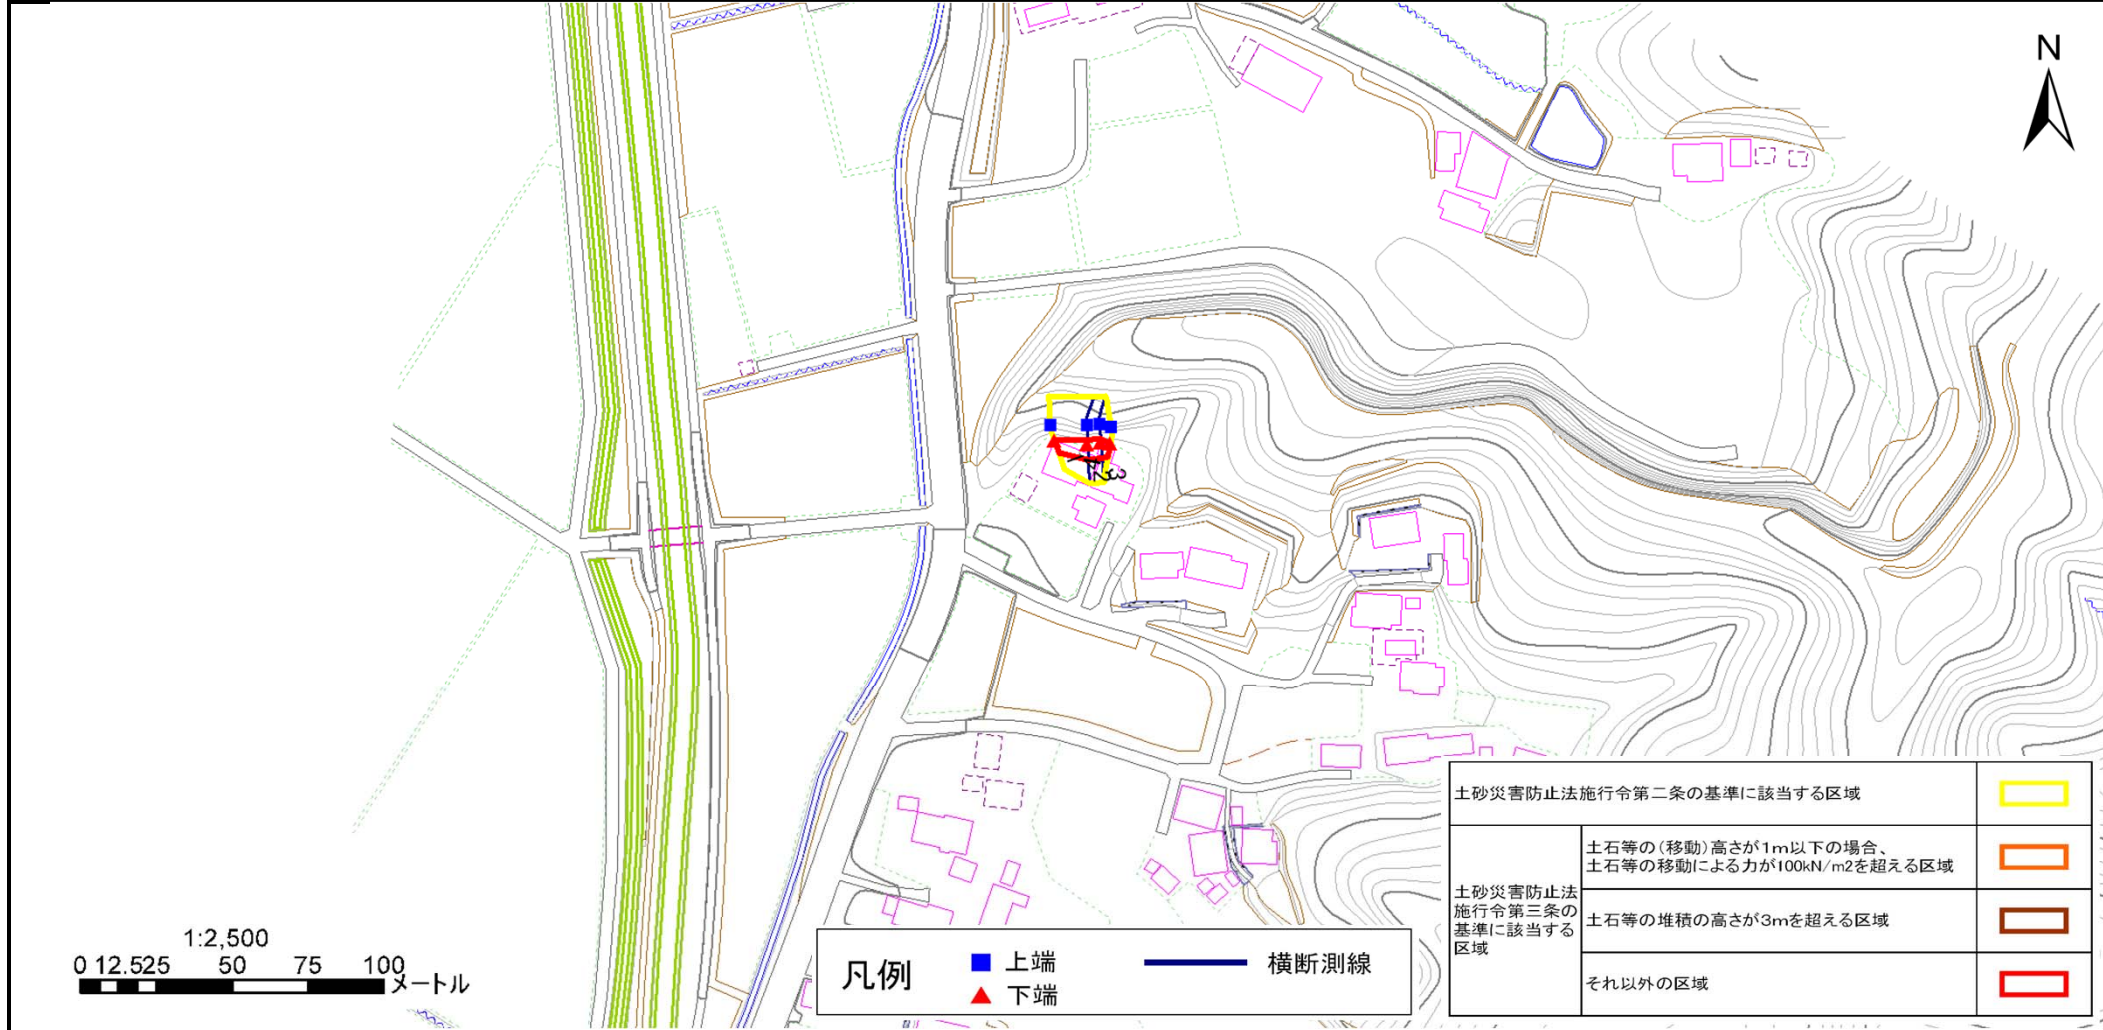 N
2
3
1:2,500
0 12.525 50 75 100
メートル
凡例
上端
下端
横断測線
土砂災害防止法施行令第二条の基準に該当する区域
土砂災害防止法
施行令第三条の
基準に該当する
区域
土石等の(移動)高さが1m以下の場合、
土石等の移動による力が100kN/m2を超える区域
土石等の堆積の高さが3mを超える区域
それ以外の区域